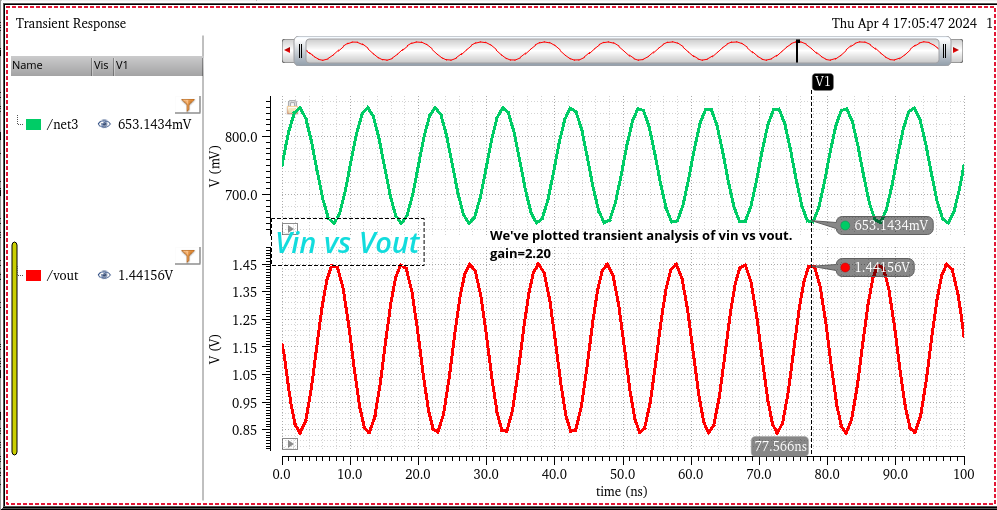 Transient Response
Thu Apr 4 17:05:47 2024 1
Name Vis V1
V1
/net3 653.1434mV
/vout 1.44156V
V (mV)
800.0
700.0
653.1434mV
Vin vs Vout
We've plotted transient analysis of vin vs vout.
gain=2.20
V (V)
1.45
1.35
1.25
1.15
1.05
0.95
0.85
1.44156V
77.566ns
0.0 10.0 20.0 30.0 40.0 50.0 60.0 70.0 80.0 90.0 100
time (ns)